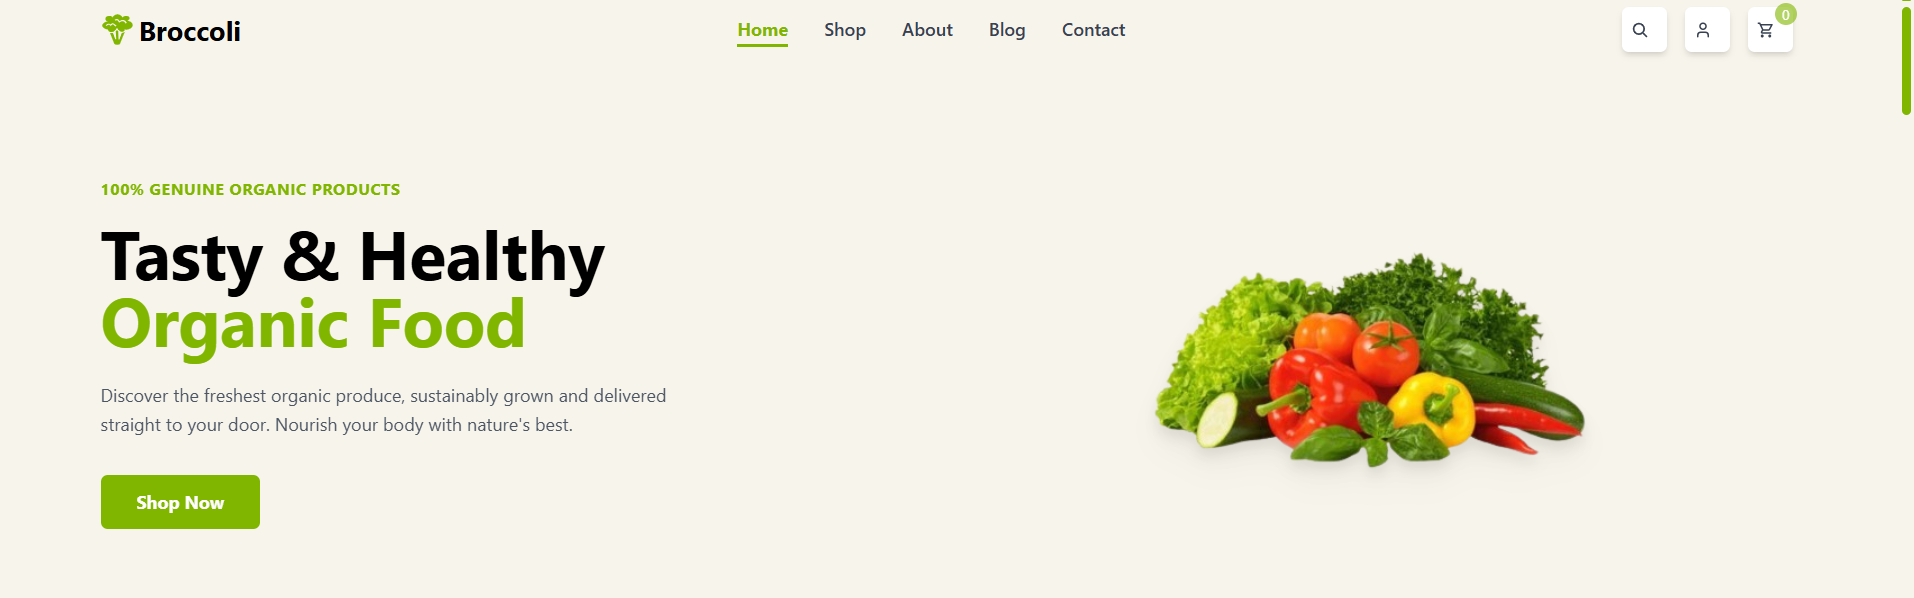 Broccoli
Home Shop About Blog Contact
0
100% GENUINE ORGANIC PRODUCTS
Tasty & Healthy
Organic Food
Discover the freshest organic produce, sustainably grown and delivered
straight to your door. Nourish your body with nature's best.
Shop Now